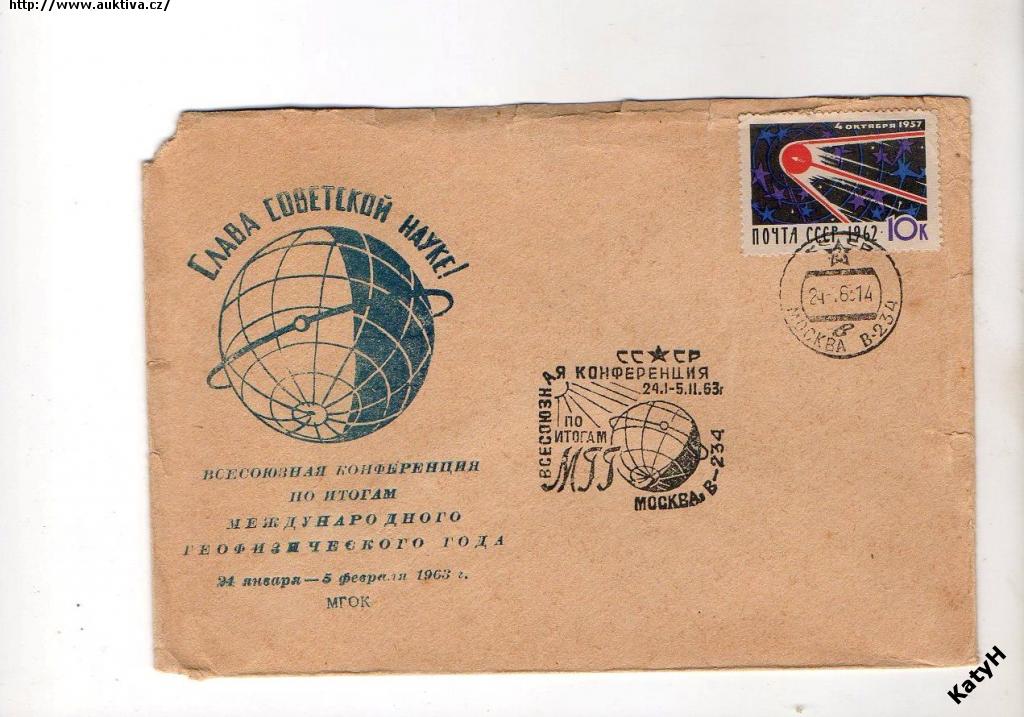 http://www.auktiva.cz/
СЛАВА СОВЕТСКОЙ НАУКЕ!
ВСЕСОЮЗНАЯ КОНФЕРЕНЦИЯ
ПО ИТОГАМ
МЕЖДУНАРОДНОГО
ГЕОФИЗИЧЕСКОГО ГОДА
24 января — 5 февраля 1963 г.
МГОК
4 ОКТЯБРЯ 1957
ПОЧТА СССР 1962 · 10К
СССР
МОСКВА В-234
СССР
ВСЕСОЮЗНАЯ КОНФЕРЕНЦИЯ
24.I-5.II.63г
ПО
ИТОГАМ
МГГ
МОСКВА, В-234
KatyH